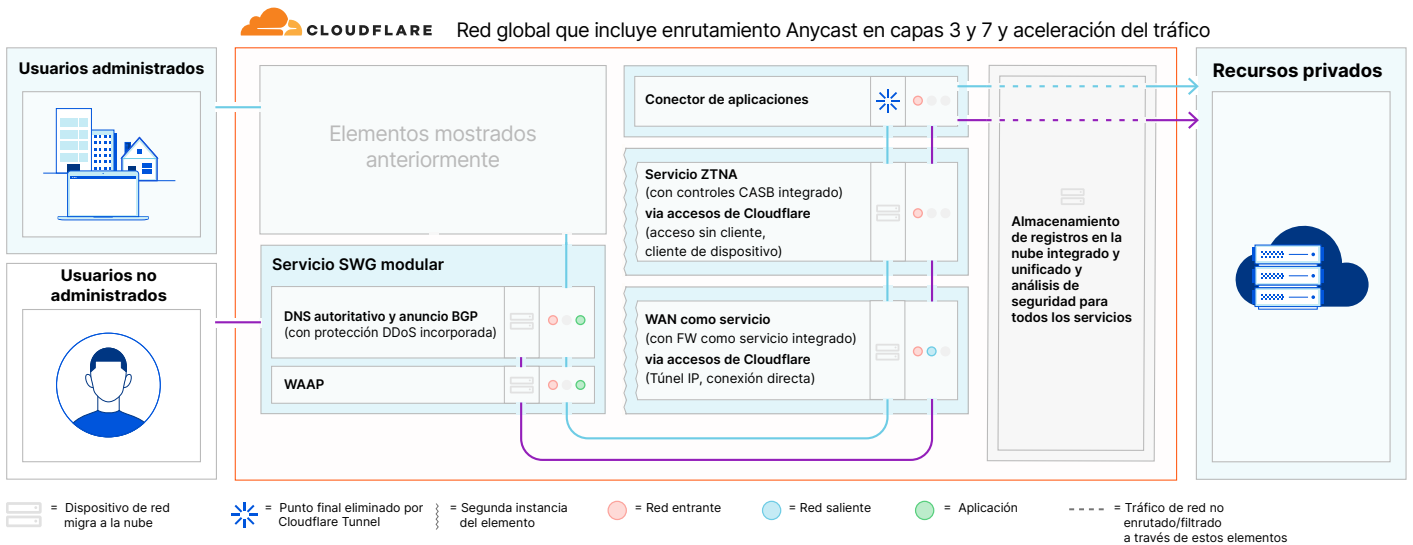 CLOUDFLARE
Red global que incluye enrutamiento Anycast en capas 3 y 7 y aceleración del tráfico
Usuarios administrados
Usuarios no
administrados
Elementos mostrados
anteriormente
Servicio SWG modular
DNS autoritativo y anuncio BGP
(con protección DDoS incorporada)
WAAP
Conector de aplicaciones
Servicio ZTNA
(con controles CASB integrado)
via accesos de Cloudflare
(acceso sin cliente,
cliente de dispositivo)
WAN como servicio
(con FW como servicio integrado)
via accesos de Cloudflare
(Túnel IP, conexión directa)
Almacenamiento
de registros en la
nube integrado y
unificado y
análisis de
seguridad para
todos los servicios
Recursos privados
= Dispositivo de red
migra a la nube
= Punto final eliminado por
Cloudflare Tunnel
= Segunda instancia
del elemento
= Red entrante
= Red saliente
= Aplicación
= Tráfico de red no
enrutado/filtrado
a través de estos elementos